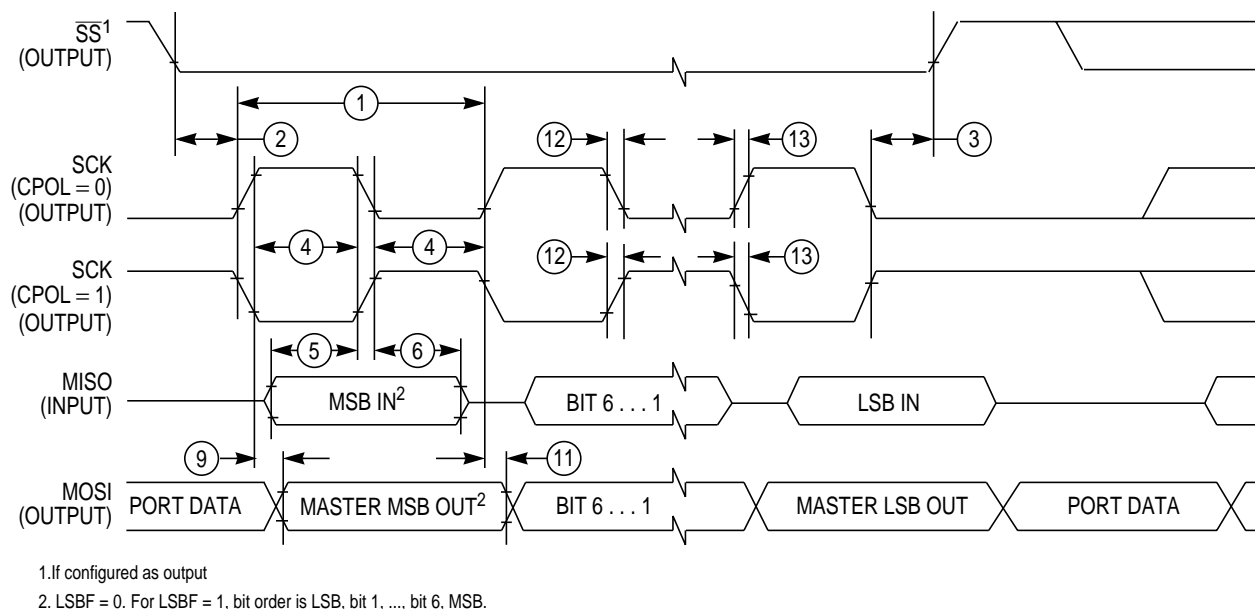 SS1
(OUTPUT)
1
2
12
13
3
SCK
(CPOL = 0)
(OUTPUT)
4
4
SCK
(CPOL = 1)
(OUTPUT)
12
13
5
6
MISO
(INPUT)
MSB IN2
BIT 6 . . . 1
LSB IN
9
11
MOSI
(OUTPUT)
PORT DATA
MASTER MSB OUT2
BIT 6 . . . 1
MASTER LSB OUT
PORT DATA
1.If configured as output
2. LSBF = 0. For LSBF = 1, bit order is LSB, bit 1, ..., bit 6, MSB.